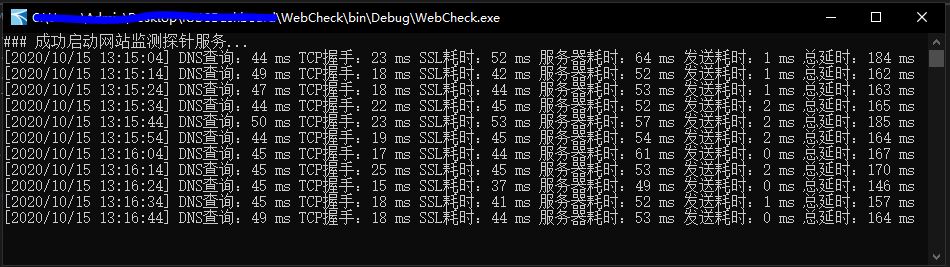 \WebCheck\bin\Debug\WebCheck.exe
### 成功启动网站监测探针服务...
[2020/10/15 13:15:04] DNS查询: 44 ms TCP握手: 23 ms SSL耗时: 52 ms 服务器耗时: 64 ms 发送耗时: 1 ms 总延时: 184 ms
[2020/10/15 13:15:14] DNS查询: 49 ms TCP握手: 18 ms SSL耗时: 42 ms 服务器耗时: 52 ms 发送耗时: 1 ms 总延时: 162 ms
[2020/10/15 13:15:24] DNS查询: 47 ms TCP握手: 18 ms SSL耗时: 44 ms 服务器耗时: 53 ms 发送耗时: 1 ms 总延时: 163 ms
[2020/10/15 13:15:34] DNS查询: 44 ms TCP握手: 22 ms SSL耗时: 45 ms 服务器耗时: 52 ms 发送耗时: 2 ms 总延时: 165 ms
[2020/10/15 13:15:44] DNS查询: 50 ms TCP握手: 23 ms SSL耗时: 53 ms 服务器耗时: 57 ms 发送耗时: 2 ms 总延时: 185 ms
[2020/10/15 13:15:54] DNS查询: 44 ms TCP握手: 19 ms SSL耗时: 45 ms 服务器耗时: 54 ms 发送耗时: 2 ms 总延时: 164 ms
[2020/10/15 13:16:04] DNS查询: 45 ms TCP握手: 17 ms SSL耗时: 44 ms 服务器耗时: 61 ms 发送耗时: 0 ms 总延时: 167 ms
[2020/10/15 13:16:14] DNS查询: 45 ms TCP握手: 25 ms SSL耗时: 45 ms 服务器耗时: 53 ms 发送耗时: 2 ms 总延时: 170 ms
[2020/10/15 13:16:24] DNS查询: 45 ms TCP握手: 15 ms SSL耗时: 37 ms 服务器耗时: 49 ms 发送耗时: 0 ms 总延时: 146 ms
[2020/10/15 13:16:34] DNS查询: 45 ms TCP握手: 18 ms SSL耗时: 41 ms 服务器耗时: 52 ms 发送耗时: 1 ms 总延时: 157 ms
[2020/10/15 13:16:44] DNS查询: 49 ms TCP握手: 18 ms SSL耗时: 44 ms 服务器耗时: 53 ms 发送耗时: 0 ms 总延时: 164 ms